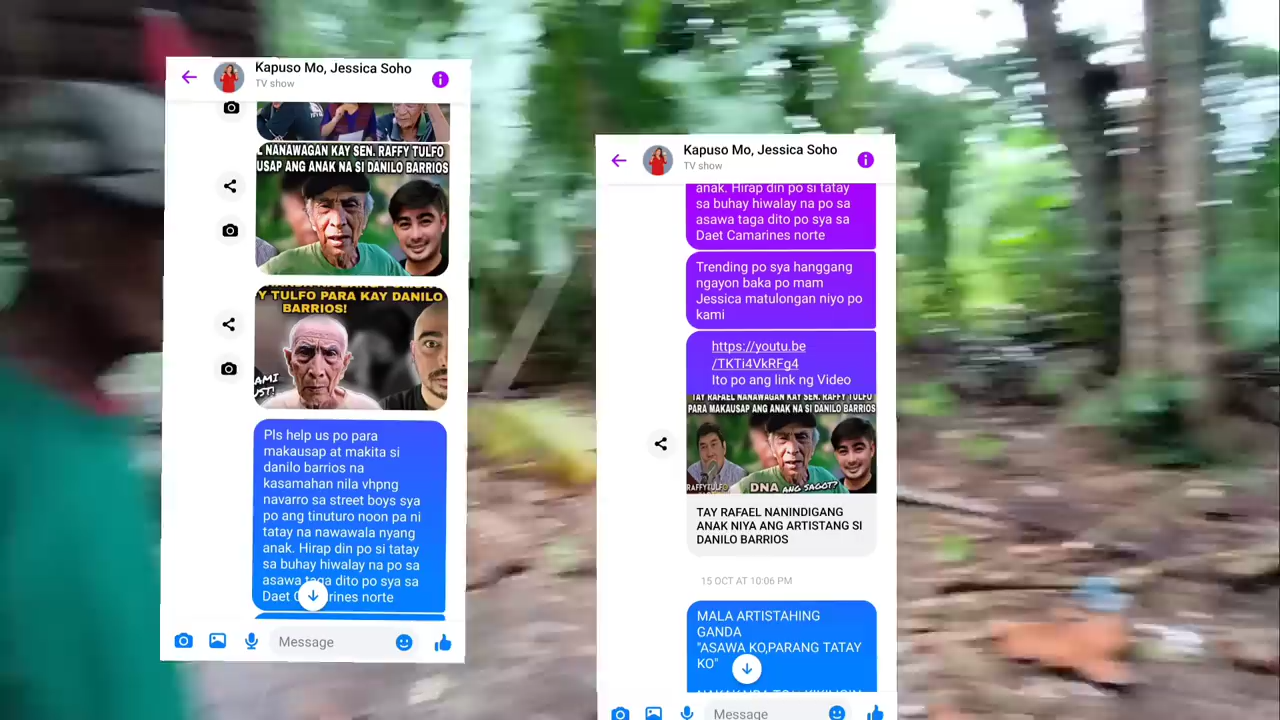 Kapuso Mo, Jessica Soho
TV show
NANAWAGAN KAY SEN. RAFFY TULFO
USAP ANG ANAK NA SI DANILO BARRIOS
Y TULFO PARA KAY DANILO
BARRIOS!
Pls help us po para
makausap at makita si
danilo barrios na
kasamahan nila vhpng
navarro sa street boys sya
po ang tinuturo noon pa ni
tatay na nawawala nyang
anak. Hirap din po si tatay
sa buhay hiwalay na po sa
asawa taga dito po sya sa
Daet Camarines norte
Message
Kapuso Mo, Jessica Soho
TV show
anak. Hirap din po si tatay
sa buhay hiwalay na po sa
asawa taga dito po sya sa
Daet Camarines norte
Trending po sya hanggang
ngayon baka po mam
Jessica matulongan niyo po
kami
https://youtu.be
/TKTi4VkRFg4
Ito po ang link ng Video
TAY RAFAEL NANAWAGAN KAY SEN. RAFFY TULFO
PARA MAKAUSAP ANG ANAK NA SI DANILO BARRIOS
RAFFYTULFO
DNA ANG SAGOT?
TAY RAFAEL NANINDIGANG
ANAK NIYA ANG ARTISTANG SI
DANILO BARRIOS
15 OCT AT 10:06 PM
MALA ARTISTAHING
GANDA
"ASAWA KO,PARANG TATAY
KO"
Message